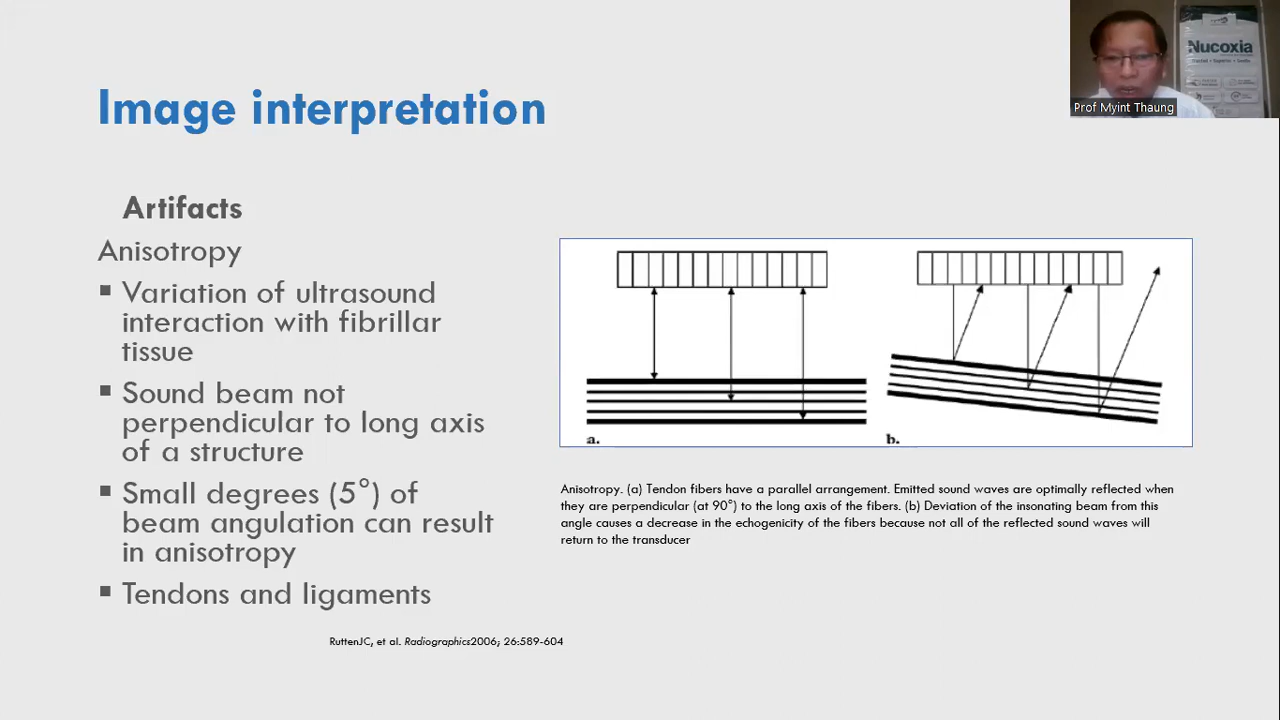 Image interpretation
Artifacts
Anisotropy
▪ Variation of ultrasound
interaction with fibrillar
tissue
▪ Sound beam not
perpendicular to long axis
of a structure
▪ Small degrees (5°) of
beam angulation can result
in anisotropy
▪ Tendons and ligaments
a.
b.
Anisotropy. (a) Tendon fibers have a parallel arrangement. Emitted sound waves are optimally reflected when
they are perpendicular (at 90°) to the long axis of the fibers. (b) Deviation of the insonating beam from this
angle causes a decrease in the echogenicity of the fibers because not all of the reflected sound waves will
return to the transducer
RuttenJC, et al. Radiographics2006; 26:589-604
Nucoxia
Prof Myint Thaung